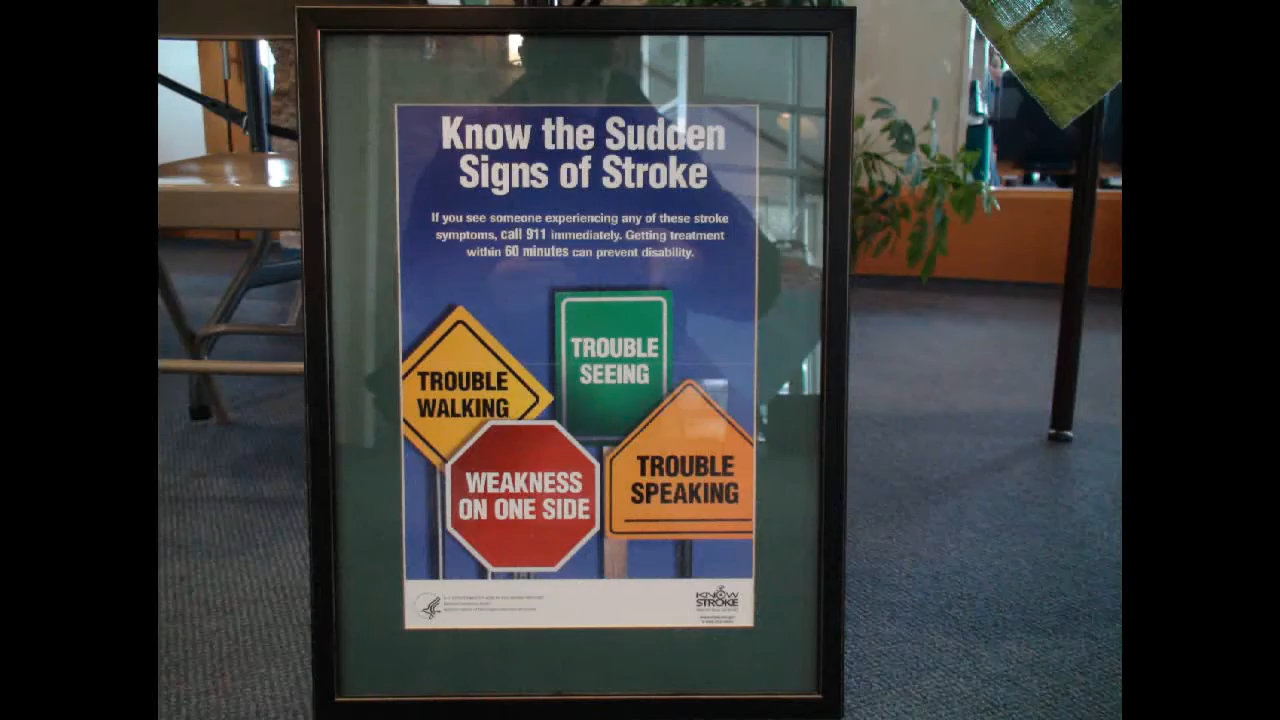 Know the Sudden
Signs of Stroke
If you see someone experiencing any of these stroke
symptoms, call 911 immediately. Getting treatment
within 60 minutes can prevent disability.
TROUBLE
SEEING
TROUBLE
WALKING
WEAKNESS
ON ONE SIDE
TROUBLE
SPEAKING
KNOW
STROKE